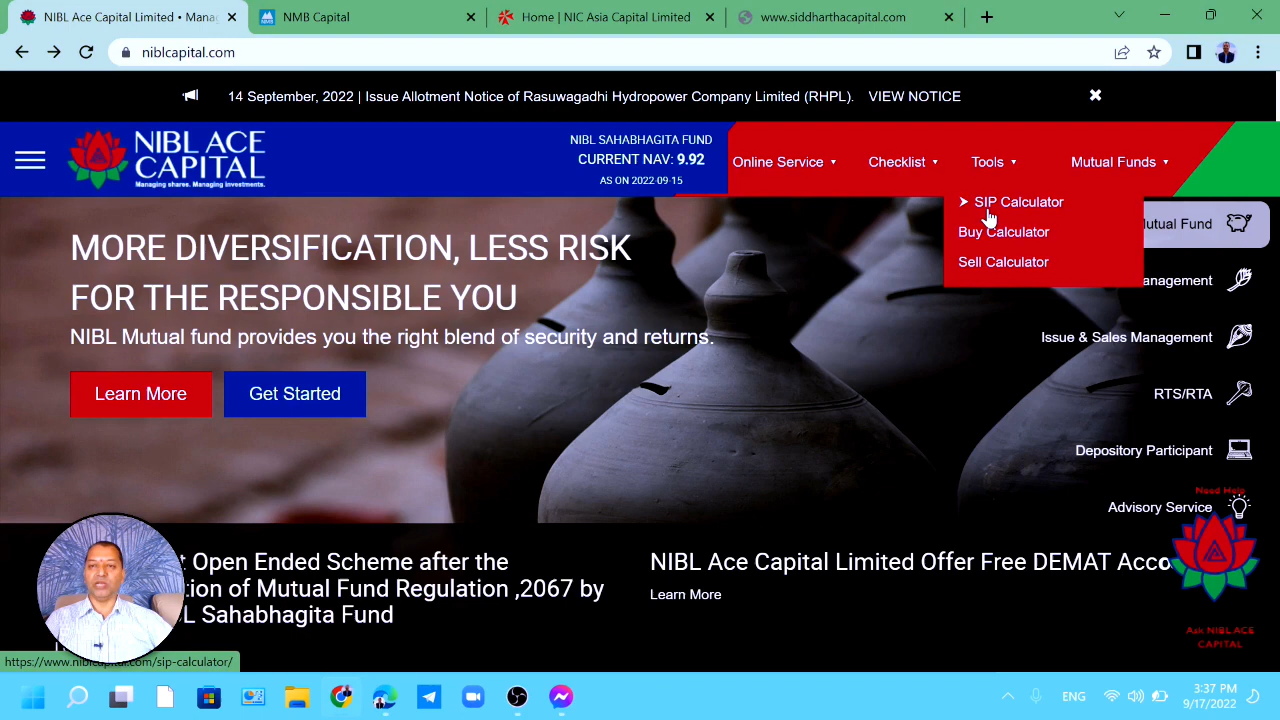 NIBL Ace Capital Limited - Mana
NMB Capital
Home | NIC Asia Capital Limited
www.siddharthacapital.com
niblcapital.com
14 September, 2022 | Issue Allotment Notice of Rasuwagadhi Hydropower Company Limited (RHPL). VIEW NOTICE
NIBL ACE
CAPITAL
Managing shares. Managing investments.
NIBL SAHABHAGITA FUND
CURRENT NAV: 9.92
AS ON 2022-09-15
Online Service
Checklist
Tools
Mutual Funds
SIP Calculator
Buy Calculator
Sell Calculator
Mutual Fund
anagement
Issue & Sales Management
RTS/RTA
Depository Participant
Advisory Service
MORE DIVERSIFICATION, LESS RISK
FOR THE RESPONSIBLE YOU
NIBL Mutual fund provides you the right blend of security and returns.
Learn More
Get Started
Need Help
Ask NIBL ACE
CAPITAL
t Open Ended Scheme after the
tion of Mutual Fund Regulation ,2067 by
L Sahabhagita Fund
NIBL Ace Capital Limited Offer Free DEMAT Acco
Learn More
https://www.niblcapital.com/sip-calculator/
ENG
3:37 PM
9/17/2022